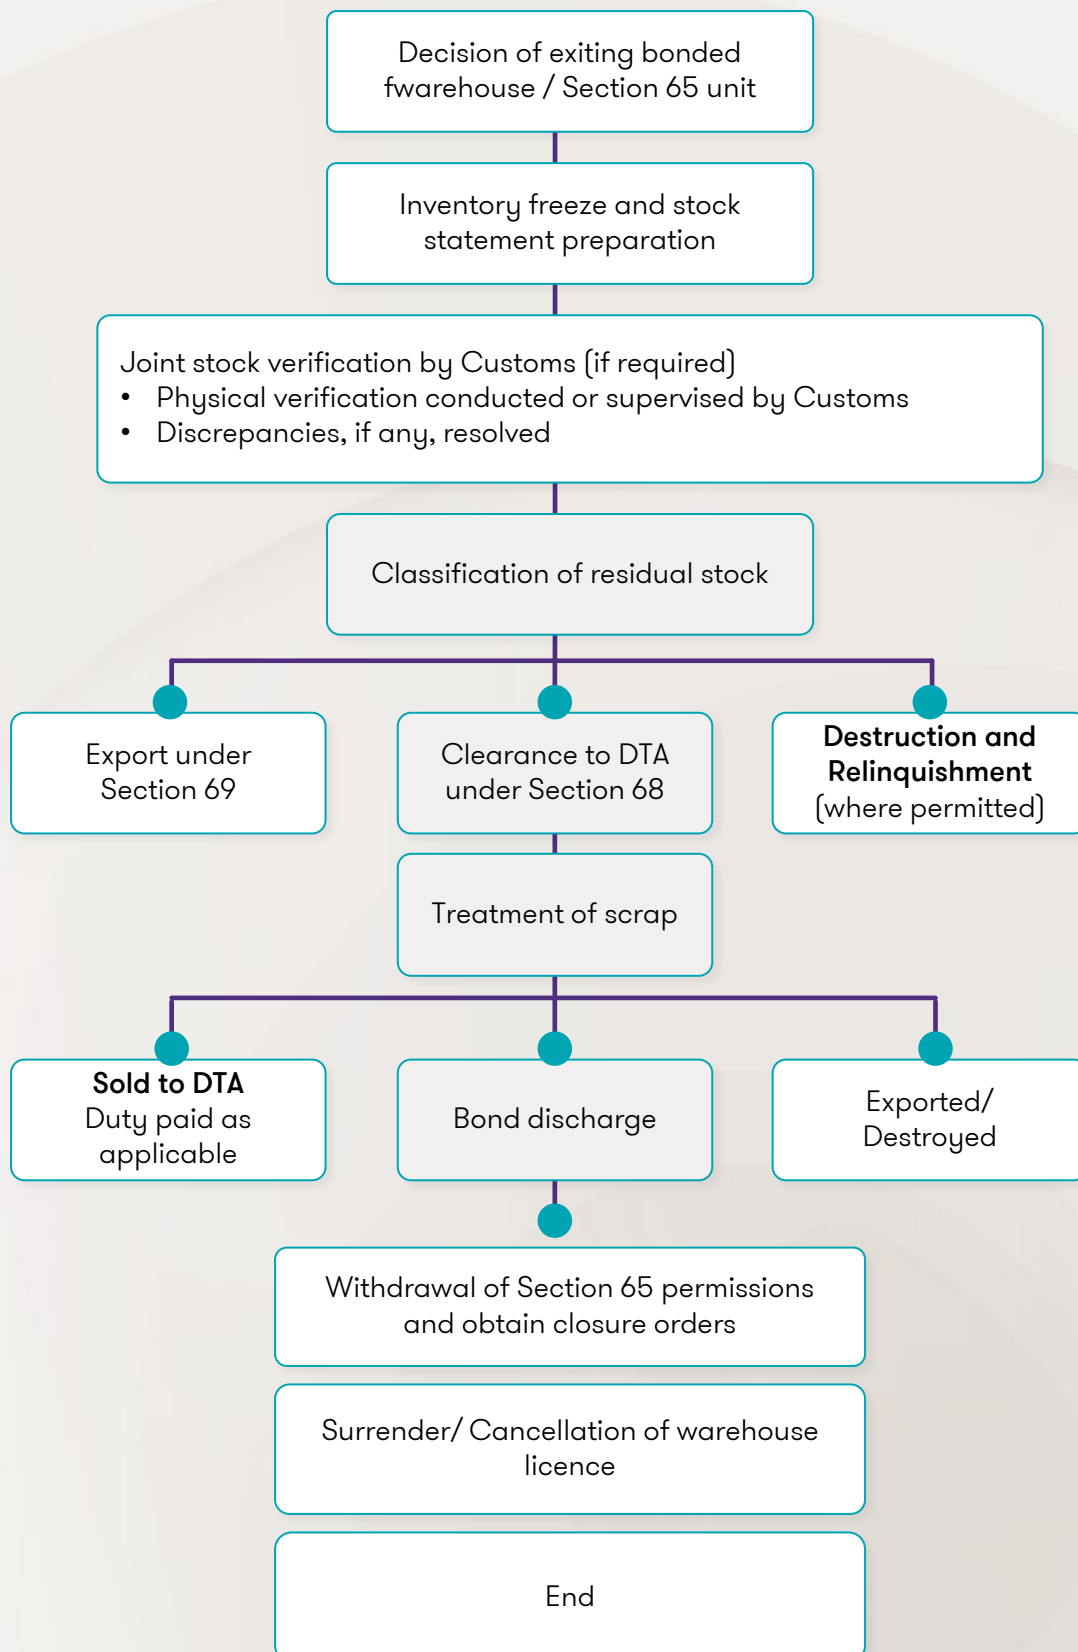 Decision of exiting bonded
fwarehouse / Section 65 unit
Inventory freeze and stock
statement preparation
Joint stock verification by Customs (if required)
• Physical verification conducted or supervised by Customs
• Discrepancies, if any, resolved
Classification of residual stock
Export under
Section 69
Clearance to DTA
under Section 68
Destruction and
Relinquishment
(where permitted)
Treatment of scrap
Sold to DTA
Duty paid as
applicable
Bond discharge
Exported/
Destroyed
Withdrawal of Section 65 permissions
and obtain closure orders
Surrender/ Cancellation of warehouse
licence
End